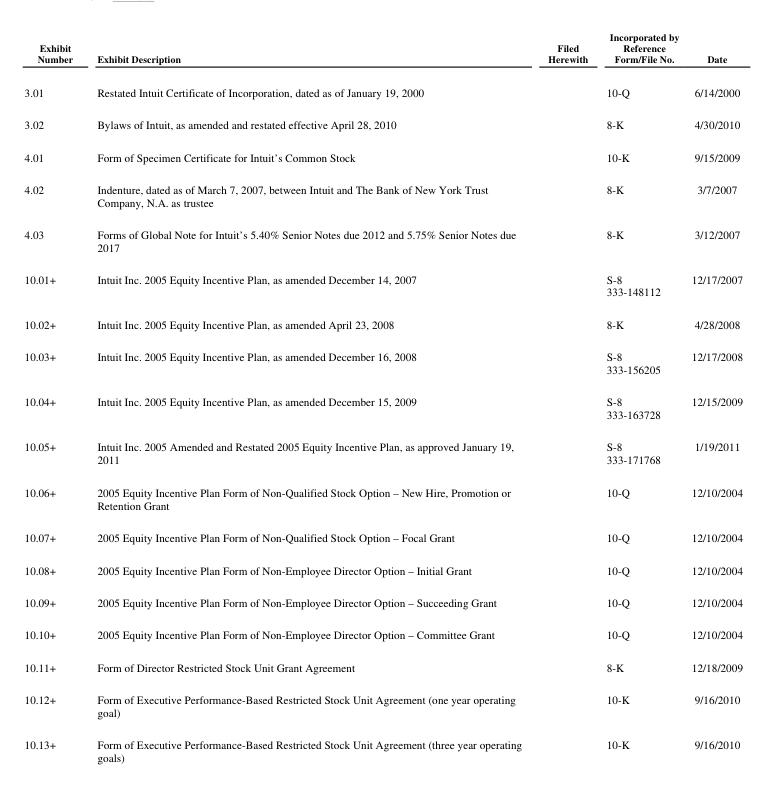 Exhibit Number Exhibit Description Filed Herewith Incorporated by Reference Form/File No. Date
3.01 Restated Intuit Certificate of Incorporation, dated as of January 19, 2000 10-Q 6/14/2000
3.02 Bylaws of Intuit, as amended and restated effective April 28, 2010 8-K 4/30/2010
4.01 Form of Specimen Certificate for Intuit’s Common Stock 10-K 9/15/2009
4.02 Indenture, dated as of March 7, 2007, between Intuit and The Bank of New York Trust 8-K 3/7/2007
Company, N.A. as trustee
4.03 Forms of Global Note for Intuit’s 5.40% Senior Notes due 2012 and 5.75% Senior Notes due 8-K 3/12/2007
2017
10.01+ Intuit Inc. 2005 Equity Incentive Plan, as amended December 14, 2007 S-8 12/17/2007
333-148112
10.02+ Intuit Inc. 2005 Equity Incentive Plan, as amended April 23, 2008 8-K 4/28/2008
10.03+ Intuit Inc. 2005 Equity Incentive Plan, as amended December 16, 2008 S-8 12/17/2008
333-156205
10.04+ Intuit Inc. 2005 Equity Incentive Plan, as amended December 15, 2009 S-8 12/15/2009
333-163728
10.05+ Intuit Inc. 2005 Amended and Restated 2005 Equity Incentive Plan, as approved January 19, S-8 1/19/2011
2011 333-171768
10.06+ 2005 Equity Incentive Plan Form of Non-Qualified Stock Option – New Hire, Promotion or 10-Q 12/10/2004
Retention Grant
10.07+ 2005 Equity Incentive Plan Form of Non-Qualified Stock Option – Focal Grant 10-Q 12/10/2004
10.08+ 2005 Equity Incentive Plan Form of Non-Employee Director Option – Initial Grant 10-Q 12/10/2004
10.09+ 2005 Equity Incentive Plan Form of Non-Employee Director Option – Succeeding Grant 10-Q 12/10/2004
10.10+ 2005 Equity Incentive Plan Form of Non-Employee Director Option – Committee Grant 10-Q 12/10/2004
10.11+ Form of Director Restricted Stock Unit Grant Agreement 8-K 12/18/2009
10.12+ Form of Executive Performance-Based Restricted Stock Unit Agreement (one year operating 10-K 9/16/2010
goal)
10.13+ Form of Executive Performance-Based Restricted Stock Unit Agreement (three year operating 10-K 9/16/2010
goals)